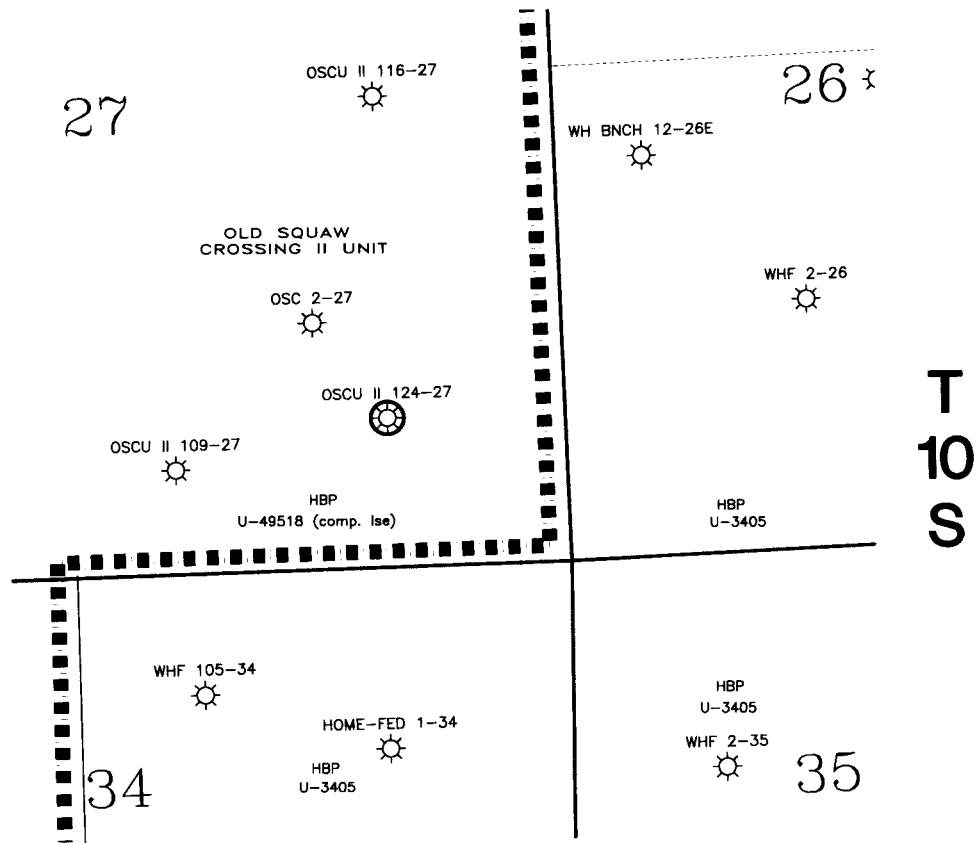 OSCU II 116-27
27
26
WH BNCH 12-26E
OLD SQUAW
CROSSING II UNIT
WHF 2-26
OSC 2-27
OSCU II 124-27
T
10
S
OSCU II 109-27
HBP
U-49518 (comp. lse)
HBP
U-3405
WHF 105-34
HOME-FED 1-34
HBP
U-3405
34
HBP
U-3405
WHF 2-35
35